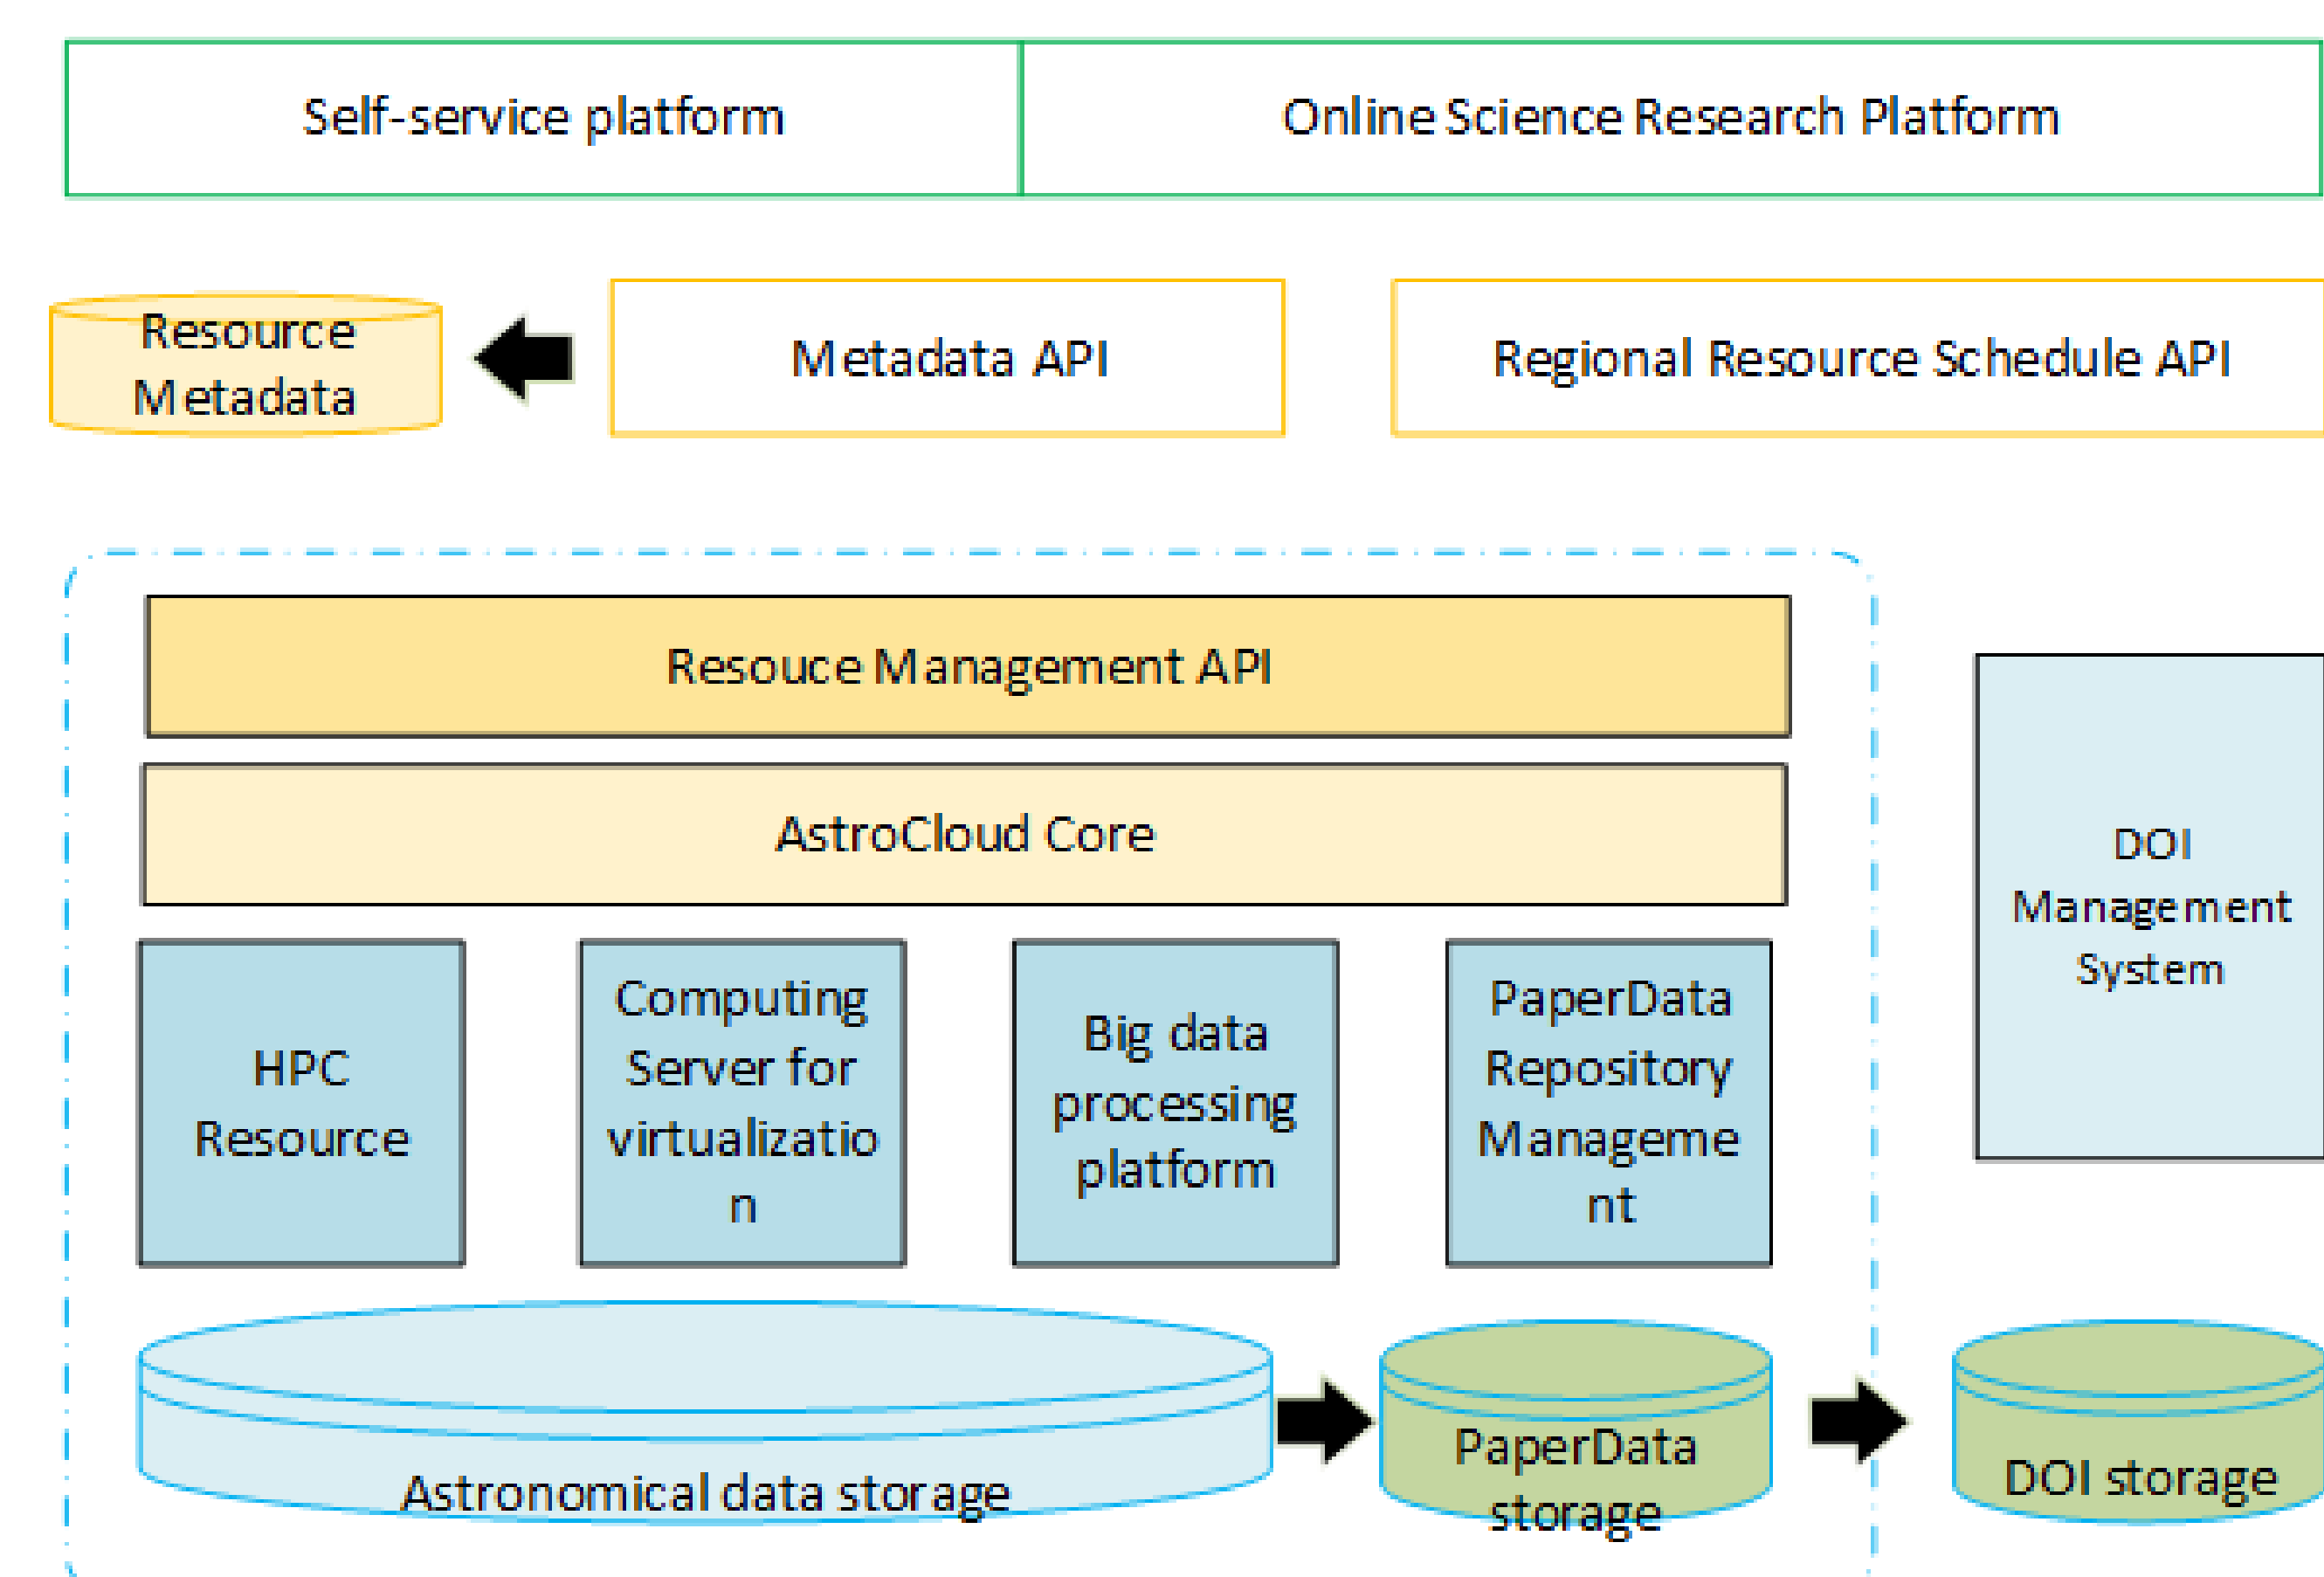 Self-service platform
Online Science Research Platform
Resource
Metadata
Metadata API
Regional Resource Schedule API
Resouce Management API
AstroCloud Core
HPC
Resource
Computing
Server for
virtualizatio
n
Big data
processing
platform
PaperData
Repository
Manageme
nt
DOI
Management
System
Astronomical data storage
PaperData
storage
DOI storage